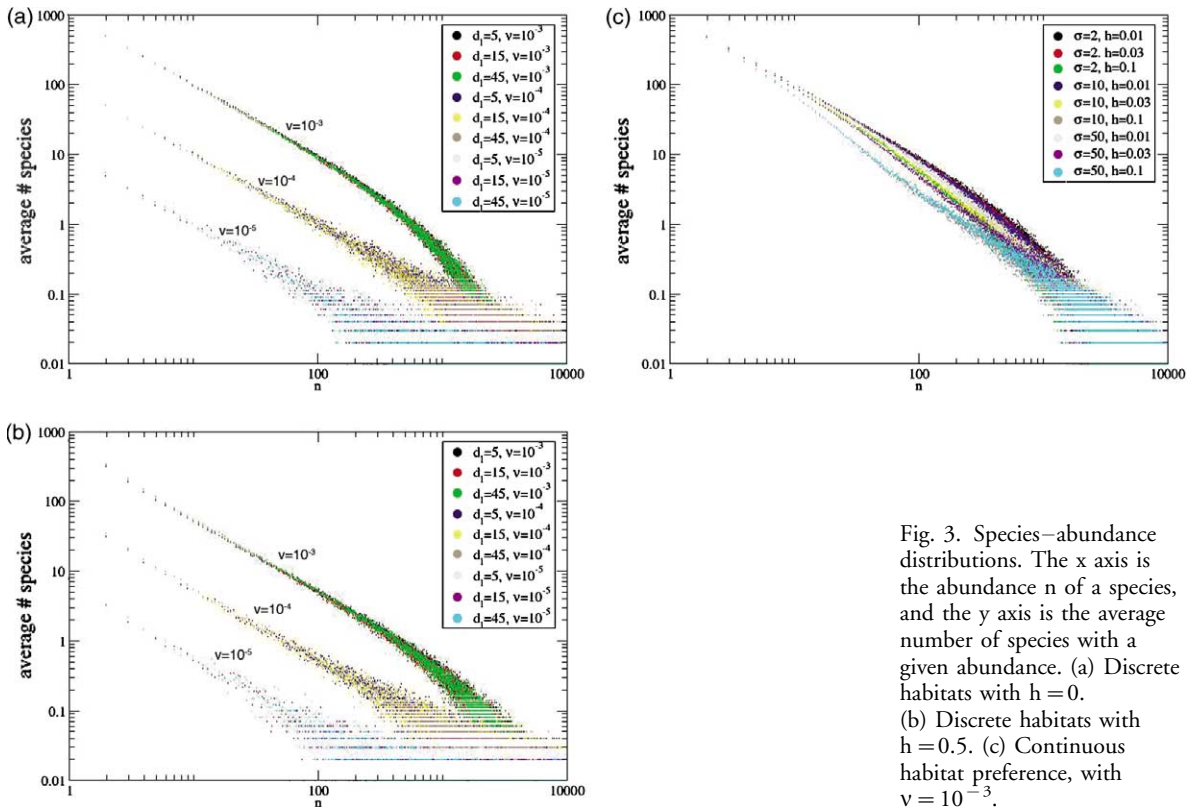 (a)
1000
100
10
1
0.1
0.01
average # species
1
100
10000
n
ν=10⁻³
ν=10⁻⁴
ν=10⁻⁵
d₁=5, ν=10⁻³
d₁=15, ν=10⁻³
d₁=45, ν=10⁻³
d₁=5, ν=10⁻⁴
d₁=15, ν=10⁻⁴
d₁=45, ν=10⁻⁴
d₁=5, ν=10⁻⁵
d₁=15, ν=10⁻⁵
d₁=45, ν=10⁻⁵
(c)
1000
100
10
1
0.1
0.01
average # species
1
100
10000
n
σ=2, h=0.01
σ=2. h=0.03
σ=2, h=0.1
σ=10, h=0.01
σ=10, h=0.03
σ=10, h=0.1
σ=50, h=0.01
σ=50, h=0.03
σ=50, h=0.1
(b)
1000
100
10
1
0.1
0.01
average # species
1
100
10000
n
ν=10⁻³
ν=10⁻⁴
ν=10⁻⁵
d₁=5, ν=10⁻³
d₁=15, ν=10⁻³
d₁=45, ν=10⁻³
d₁=5, ν=10⁻⁴
d₁=15, ν=10⁻⁴
d₁=45, ν=10⁻⁴
d₁=5, ν=10⁻⁵
d₁=15, ν=10⁻⁵
d₁=45, ν=10⁻⁵
Fig. 3. Species–abundance
distributions. The x axis is
the abundance n of a species,
and the y axis is the average
number of species with a
given abundance. (a) Discrete
habitats with h=0.
(b) Discrete habitats with
h=0.5. (c) Continuous
habitat preference, with
ν=10⁻³.